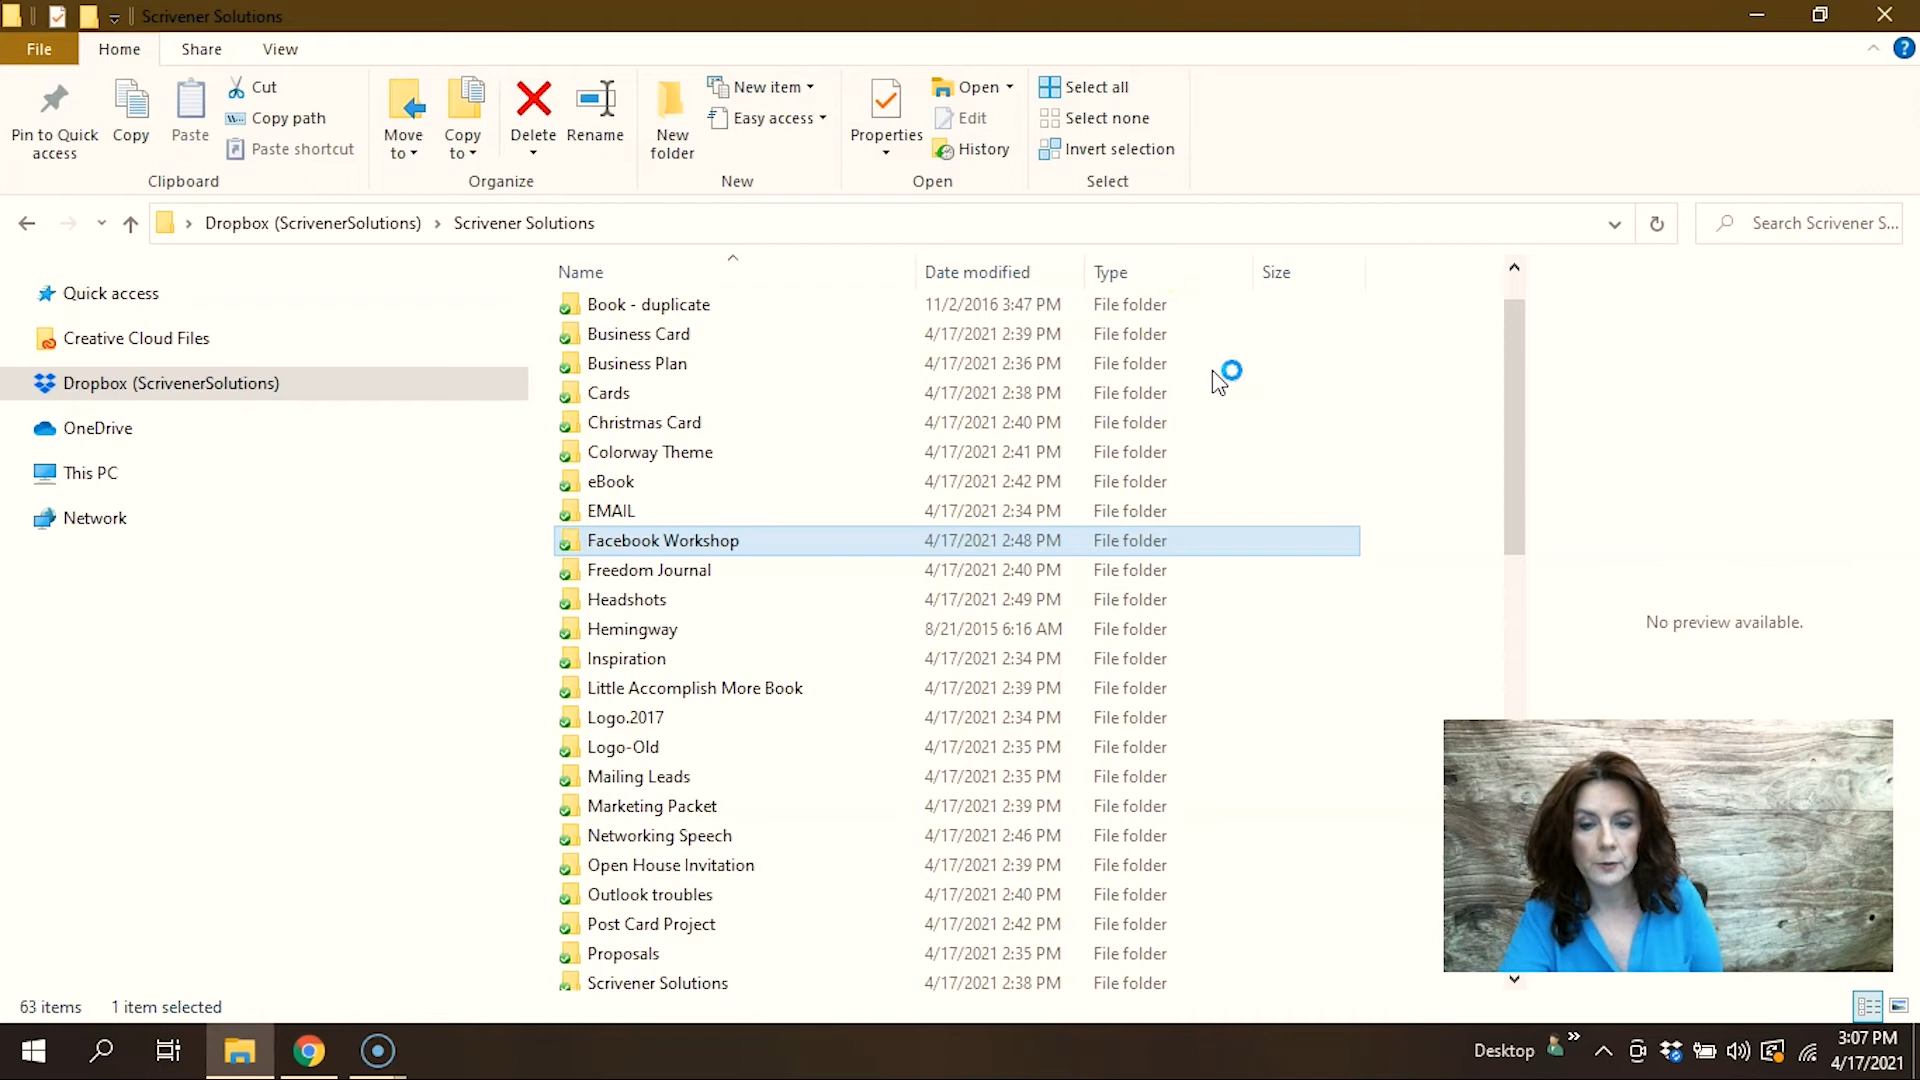 Scrivener Solutions
File Home Share View
Pin to Quick access
Copy
Paste
Cut
Copy path
Paste shortcut
Clipboard
Move to
Copy to
Delete
Rename
Organize
New folder
New item
Easy access
New
Properties
Open
Edit
History
Open
Select all
Select none
Invert selection
Select
Dropbox (ScrivenerSolutions) › Scrivener Solutions
Search Scrivener S...
Quick access
Creative Cloud Files
Dropbox (ScrivenerSolutions)
OneDrive
This PC
Network
Name Date modified Type Size
Book - duplicate 11/2/2016 3:47 PM File folder
Business Card 4/17/2021 2:39 PM File folder
Business Plan 4/17/2021 2:36 PM File folder
Cards 4/17/2021 2:38 PM File folder
Christmas Card 4/17/2021 2:40 PM File folder
Colorway Theme 4/17/2021 2:41 PM File folder
eBook 4/17/2021 2:42 PM File folder
EMAIL 4/17/2021 2:34 PM File folder
Facebook Workshop 4/17/2021 2:48 PM File folder
Freedom Journal 4/17/2021 2:40 PM File folder
Headshots 4/17/2021 2:49 PM File folder
Hemingway 8/21/2015 6:16 AM File folder
Inspiration 4/17/2021 2:34 PM File folder
Little Accomplish More Book 4/17/2021 2:39 PM File folder
Logo.2017 4/17/2021 2:34 PM File folder
Logo-Old 4/17/2021 2:35 PM File folder
Mailing Leads 4/17/2021 2:35 PM File folder
Marketing Packet 4/17/2021 2:39 PM File folder
Networking Speech 4/17/2021 2:46 PM File folder
Open House Invitation 4/17/2021 2:39 PM File folder
Outlook troubles 4/17/2021 2:40 PM File folder
Post Card Project 4/17/2021 2:42 PM File folder
Proposals 4/17/2021 2:35 PM File folder
Scrivener Solutions 4/17/2021 2:38 PM File folder
No preview available.
63 items 1 item selected
Desktop
3:07 PM
4/17/2021